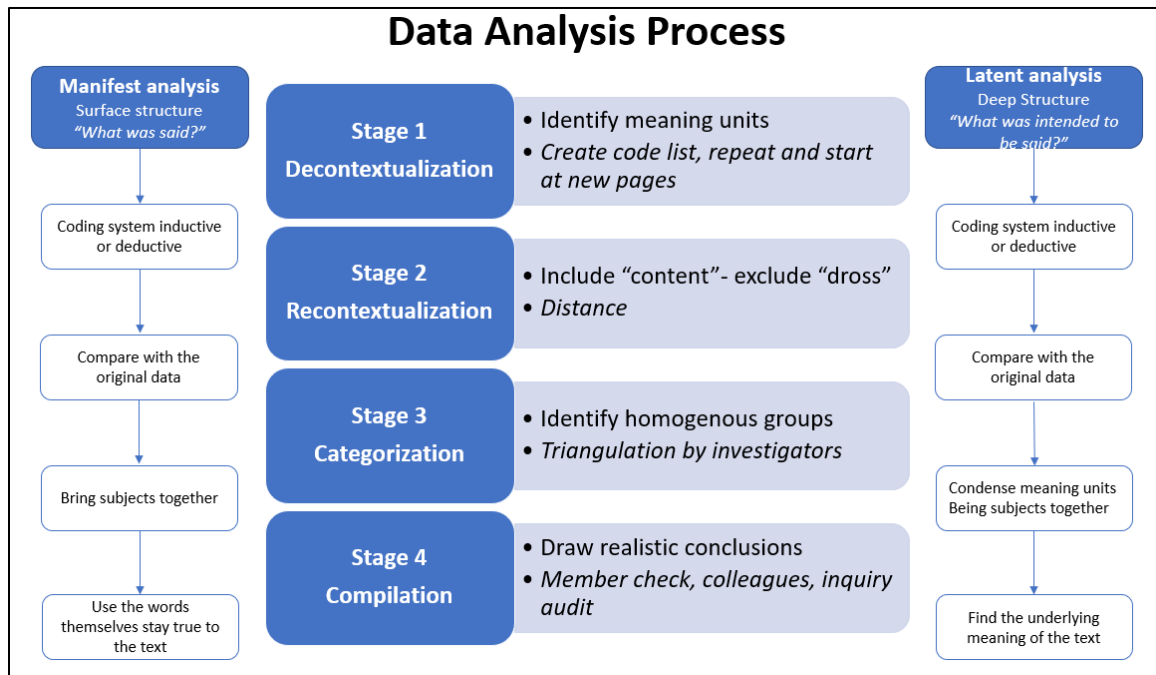 Data Analysis Process
Manifest analysis
Surface structure
“What was said?”
Coding system inductive
or deductive
Compare with the
original data
Bring subjects together
Use the words
themselves stay true to
the text
Stage 1
Decontextualization
• Identify meaning units
• Create code list, repeat and start
at new pages
Stage 2
Recontextualization
• Include “content”- exclude “dross”
• Distance
Stage 3
Categorization
• Identify homogenous groups
• Triangulation by investigators
Stage 4
Compilation
• Draw realistic conclusions
• Member check, colleagues, inquiry
audit
Latent analysis
Deep Structure
“What was intended to
be said?”
Coding system inductive
or deductive
Compare with the
original data
Condense meaning units
Being subjects together
Find the underlying
meaning of the text